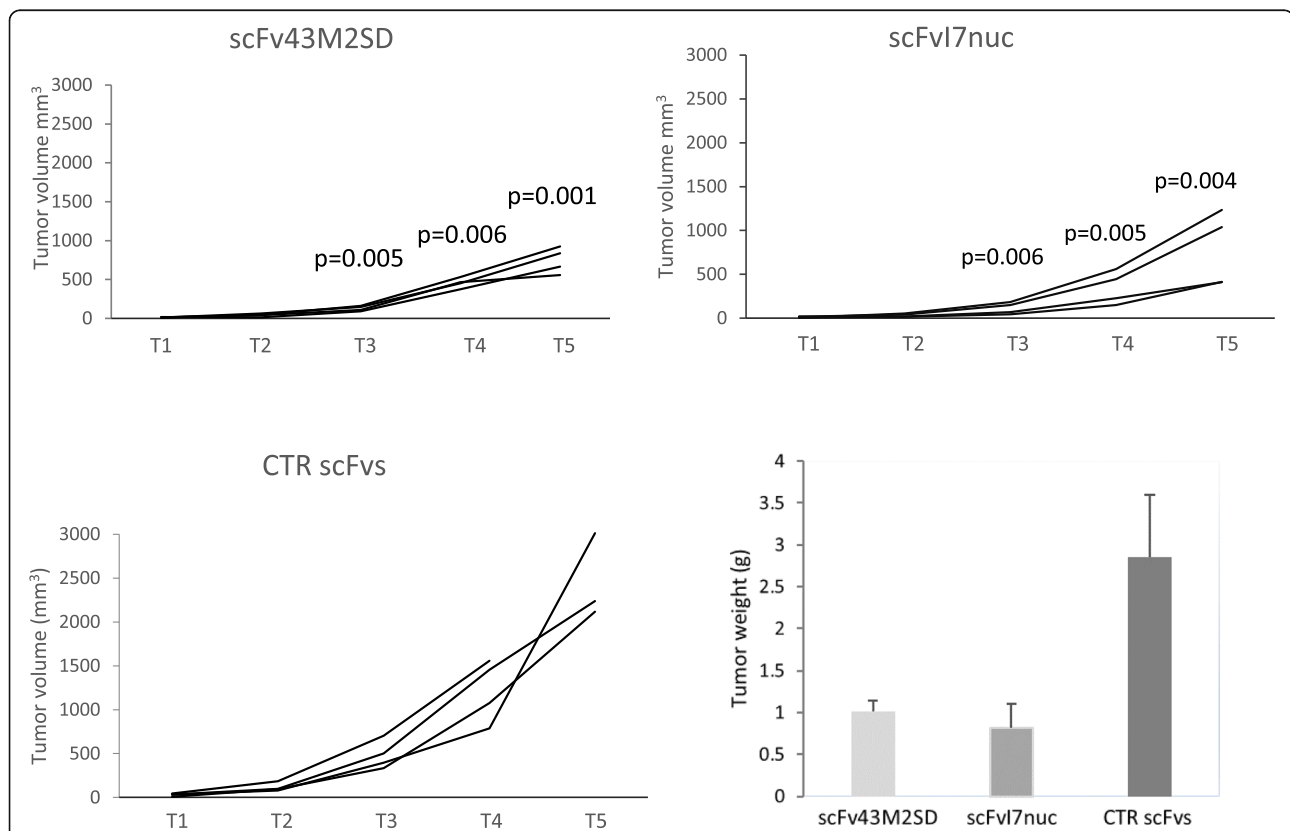 scFv43M2SD
Tumor volume mm³
3000
2500
2000
1500
1000
500
0
p=0.005
p=0.006
p=0.001
T1 T2 T3 T4 T5
scFvI7nuc
Tumor volume mm³
3000
2500
2000
1500
1000
500
0
p=0.006
p=0.005
p=0.004
T1 T2 T3 T4 T5
CTR scFvs
Tumor volume (mm³)
3000
2500
2000
1500
1000
500
0
T1 T2 T3 T4 T5
Tumor weight (g)
4
3.5
3
2.5
2
1.5
1
0.5
0
scFv43M2SD scFvI7nuc CTR scFvs